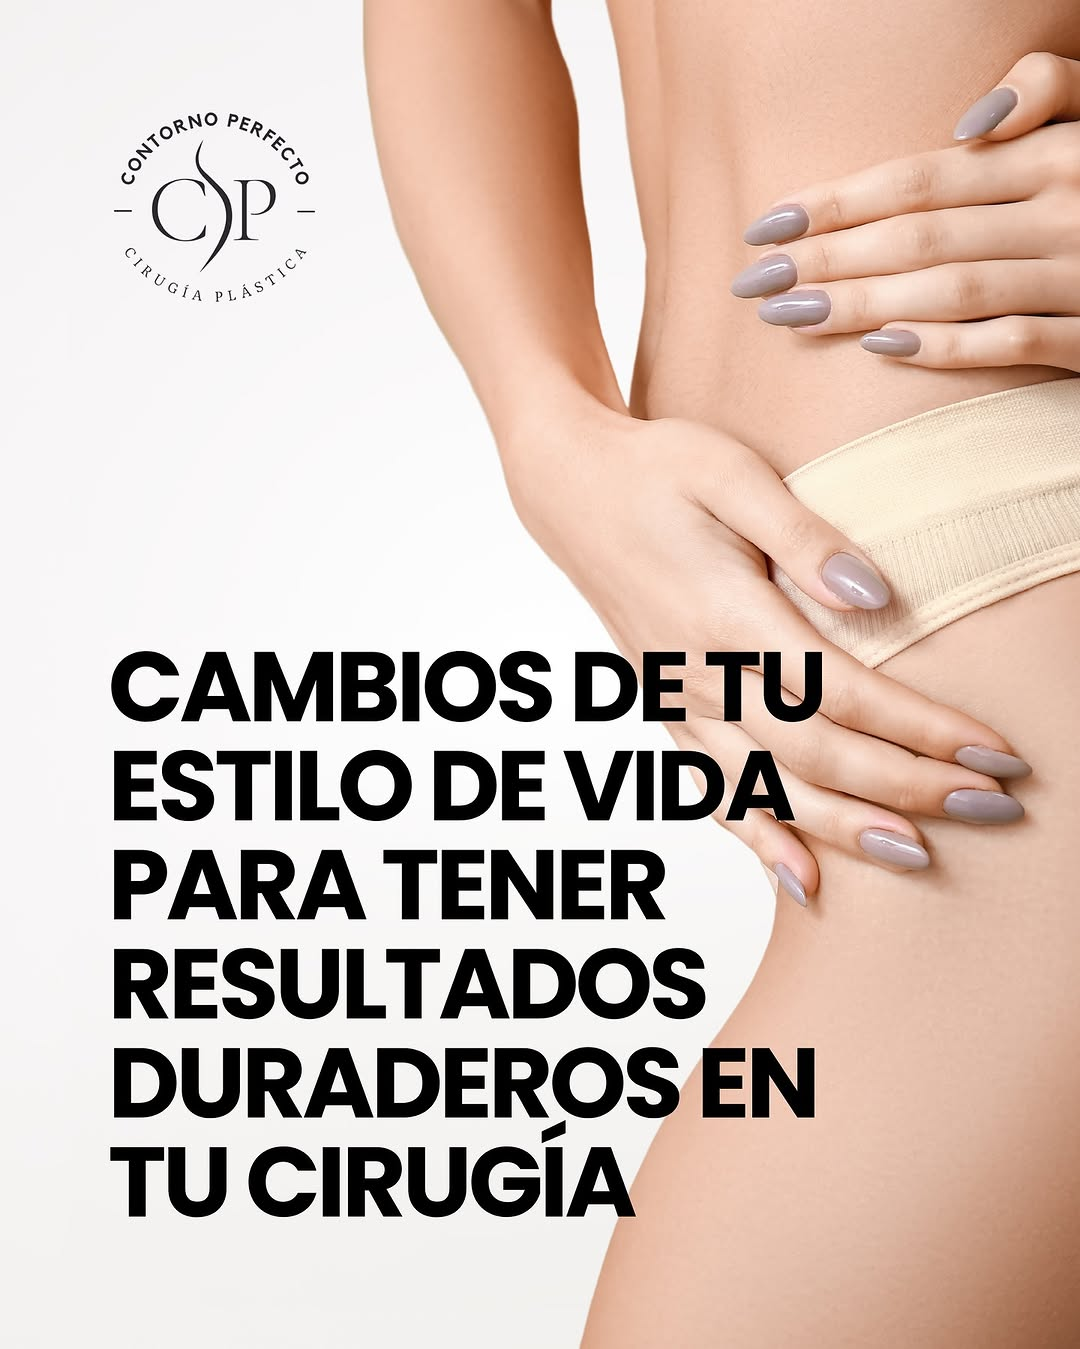 CONTORNO PERFECTO
CP
CIRUGÍA PLÁSTICA
CAMBIOS DE TU
ESTILO DE VIDA
PARA TENER
RESULTADOS
DURADEROS EN
TU CIRUGÍA